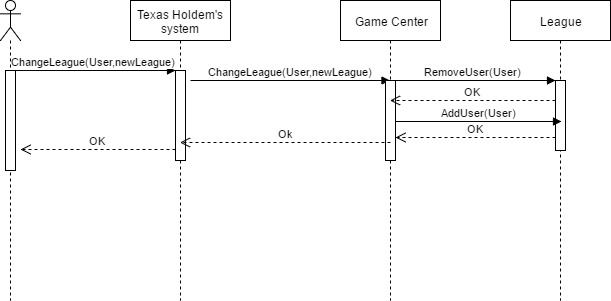 Texas Holdem's
system
Game Center
League
ChangeLeague(User,newLeague)
ChangeLeague(User,newLeague)
RemoveUser(User)
OK
AddUser(User)
OK
Ok
OK